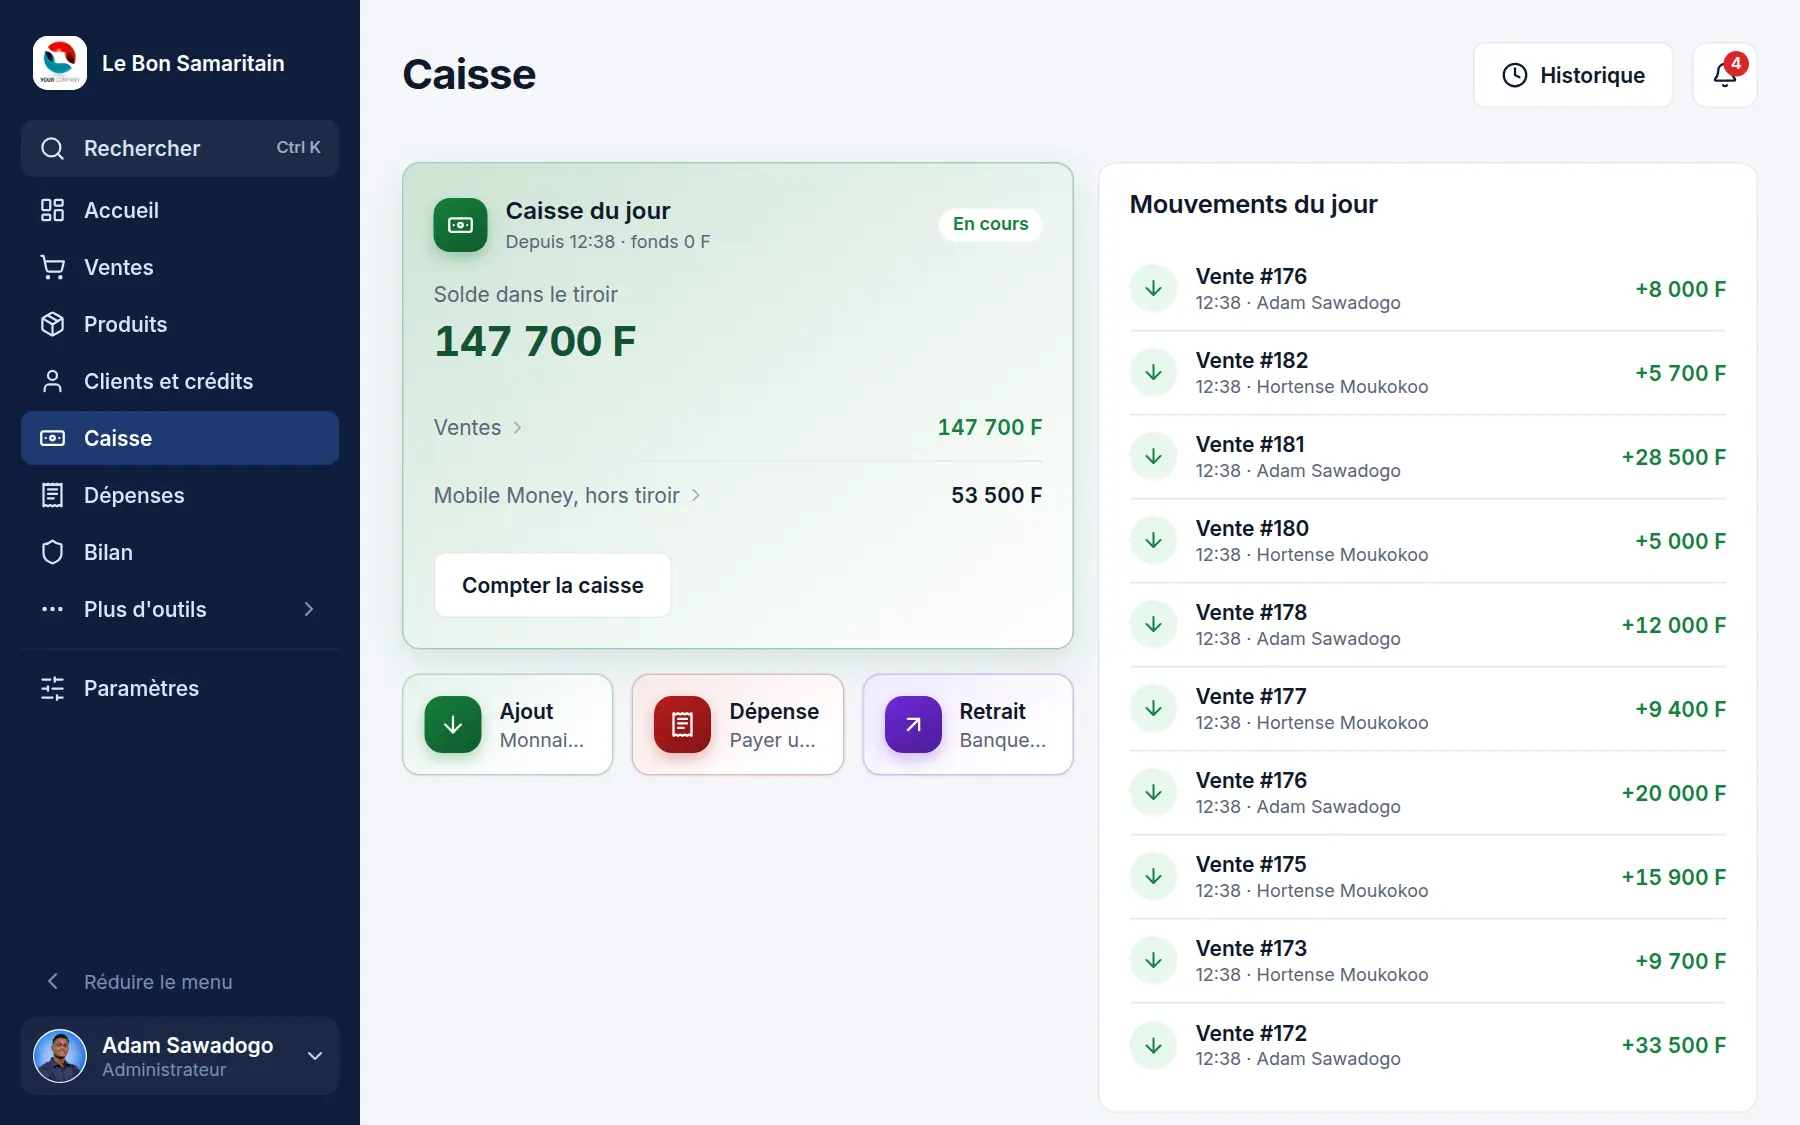 YOUR COMPANY
Le Bon Samaritain
Rechercher Ctrl K
Accueil
Ventes
Produits
Clients et crédits
Caisse
Dépenses
Bilan
Plus d'outils
Paramètres
Réduire le menu
Adam Sawadogo
Administrateur
Caisse
Historique
4
Caisse du jour
Depuis 12:38 · fonds 0 F
En cours
Solde dans le tiroir
147 700 F
Ventes 147 700 F
Mobile Money, hors tiroir 53 500 F
Compter la caisse
Ajout
Monnai...
Dépense
Payer u...
Retrait
Banque...
Mouvements du jour
Vente #176
12:38 · Adam Sawadogo
+8 000 F
Vente #182
12:38 · Hortense Moukokoo
+5 700 F
Vente #181
12:38 · Adam Sawadogo
+28 500 F
Vente #180
12:38 · Hortense Moukokoo
+5 000 F
Vente #178
12:38 · Adam Sawadogo
+12 000 F
Vente #177
12:38 · Hortense Moukokoo
+9 400 F
Vente #176
12:38 · Adam Sawadogo
+20 000 F
Vente #175
12:38 · Hortense Moukokoo
+15 900 F
Vente #173
12:38 · Hortense Moukokoo
+9 700 F
Vente #172
12:38 · Adam Sawadogo
+33 500 F